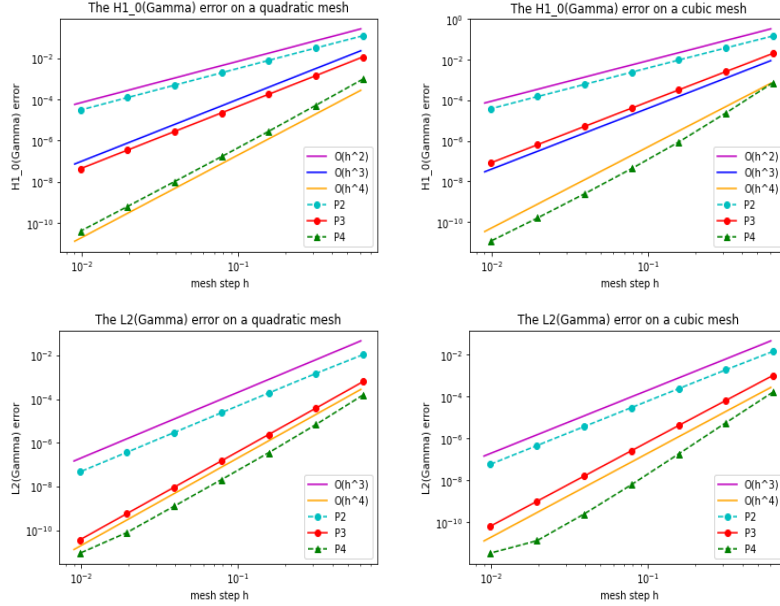 The H1_0(Gamma) error on a quadratic mesh
H1_0(Gamma) error
10^-2
10^-4
10^-6
10^-8
10^-10
O(h^2)
O(h^3)
O(h^4)
P2
P3
P4
10^-2
10^-1
mesh step h
The H1_0(Gamma) error on a cubic mesh
H1_0(Gamma) error
10^0
10^-2
10^-4
10^-6
10^-8
10^-10
O(h^2)
O(h^3)
O(h^4)
P2
P3
P4
10^-2
10^-1
mesh step h
The L2(Gamma) error on a quadratic mesh
L2(Gamma) error
10^-2
10^-4
10^-6
10^-8
10^-10
O(h^3)
O(h^4)
P2
P3
P4
10^-2
10^-1
mesh step h
The L2(Gamma) error on a cubic mesh
L2(Gamma) error
10^-2
10^-4
10^-6
10^-8
10^-10
O(h^3)
O(h^4)
P2
P3
P4
10^-2
10^-1
mesh step h